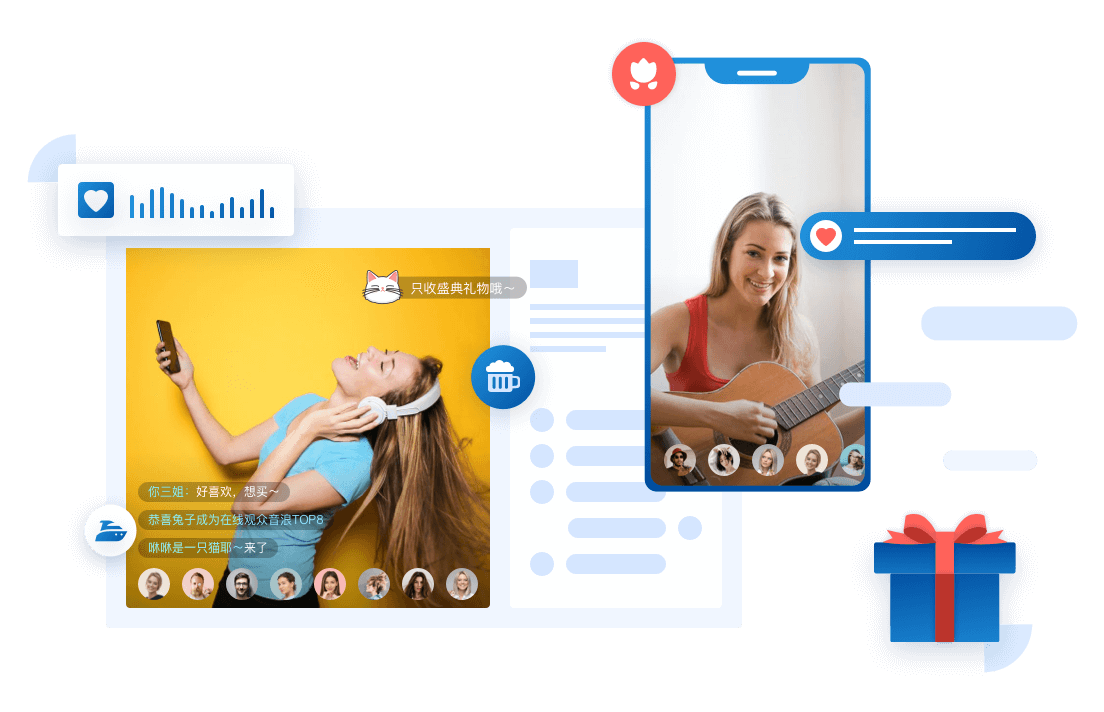 只收盛典礼物哦～
你三姐：好喜欢，想买～
恭喜兔子成为在线观众音浪TOP8
咻咻是一只猫耶～来了